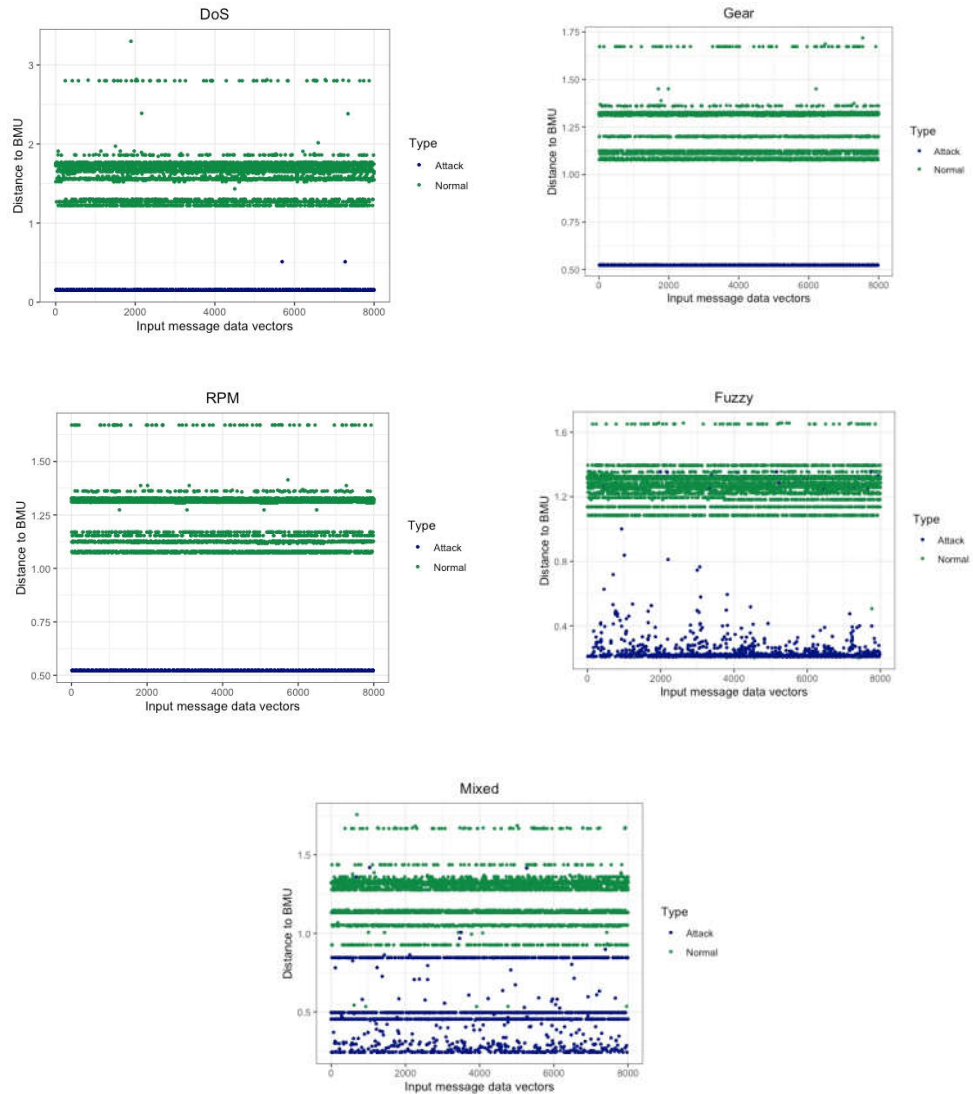 DoS
Distance to BMU
3
2
1
0
0 2000 4000 6000 8000
Input message data vectors
Type
Attack
Normal
Gear
Distance to BMU
1.75
1.50
1.25
1.00
0.75
0.50
0 2000 4000 6000 8000
Input message data vectors
Type
Attack
Normal
RPM
Distance to BMU
1.50
1.25
1.00
0.75
0.50
0 2000 4000 6000 8000
Input message data vectors
Type
Attack
Normal
Fuzzy
Distance to BMU
1.6
1.2
0.8
0.4
0 2000 4000 6000 8000
Input message data vectors
Type
Attack
Normal
Mixed
Distance to BMU
1.5
1.0
0.5
0 2000 4000 6000 8000
Input message data vectors
Type
Attack
Normal